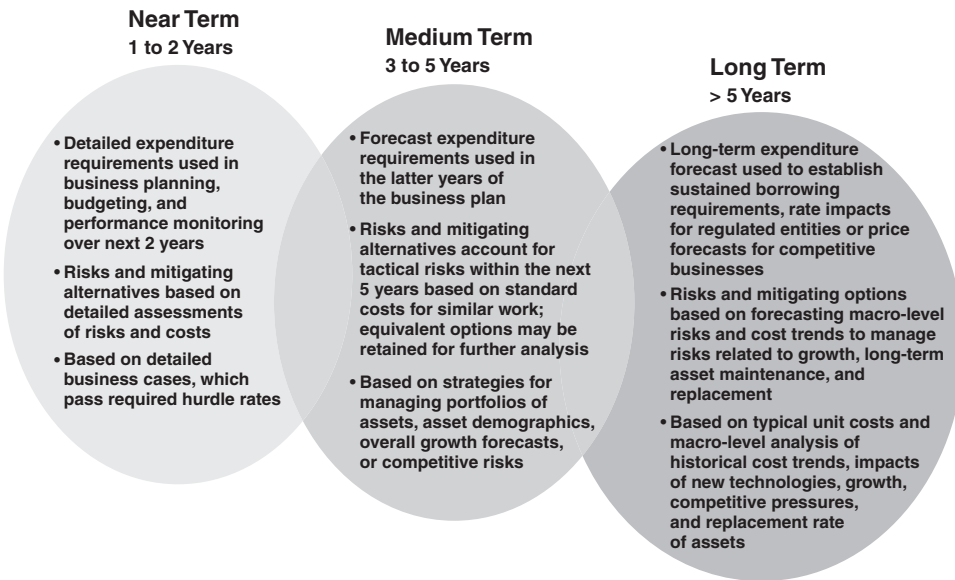 Near Term
1 to 2 Years
• Detailed expenditure
requirements used in
business planning,
budgeting, and
performance monitoring
over next 2 years
• Risks and mitigating
alternatives based on
detailed assessments
of risks and costs
• Based on detailed
business cases, which
pass required hurdle rates
Medium Term
3 to 5 Years
• Forecast expenditure
requirements used in
the latter years of
the business plan
• Risks and mitigating
alternatives account for
tactical risks within the next
5 years based on standard
costs for similar work;
equivalent options may be
retained for further analysis
• Based on strategies for
managing portfolios of
assets, asset demographics,
overall growth forecasts,
or competitive risks
Long Term
> 5 Years
• Long-term expenditure
forecast used to establish
sustained borrowing
requirements, rate impacts
for regulated entities or price
forecasts for competitive
businesses
• Risks and mitigating options
based on forecasting macro-level
risks and cost trends to manage
risks related to growth, long-term
asset maintenance, and
replacement
• Based on typical unit costs and
macro-level analysis of
historical cost trends, impacts
of new technologies, growth,
competitive pressures,
and replacement rate
of assets